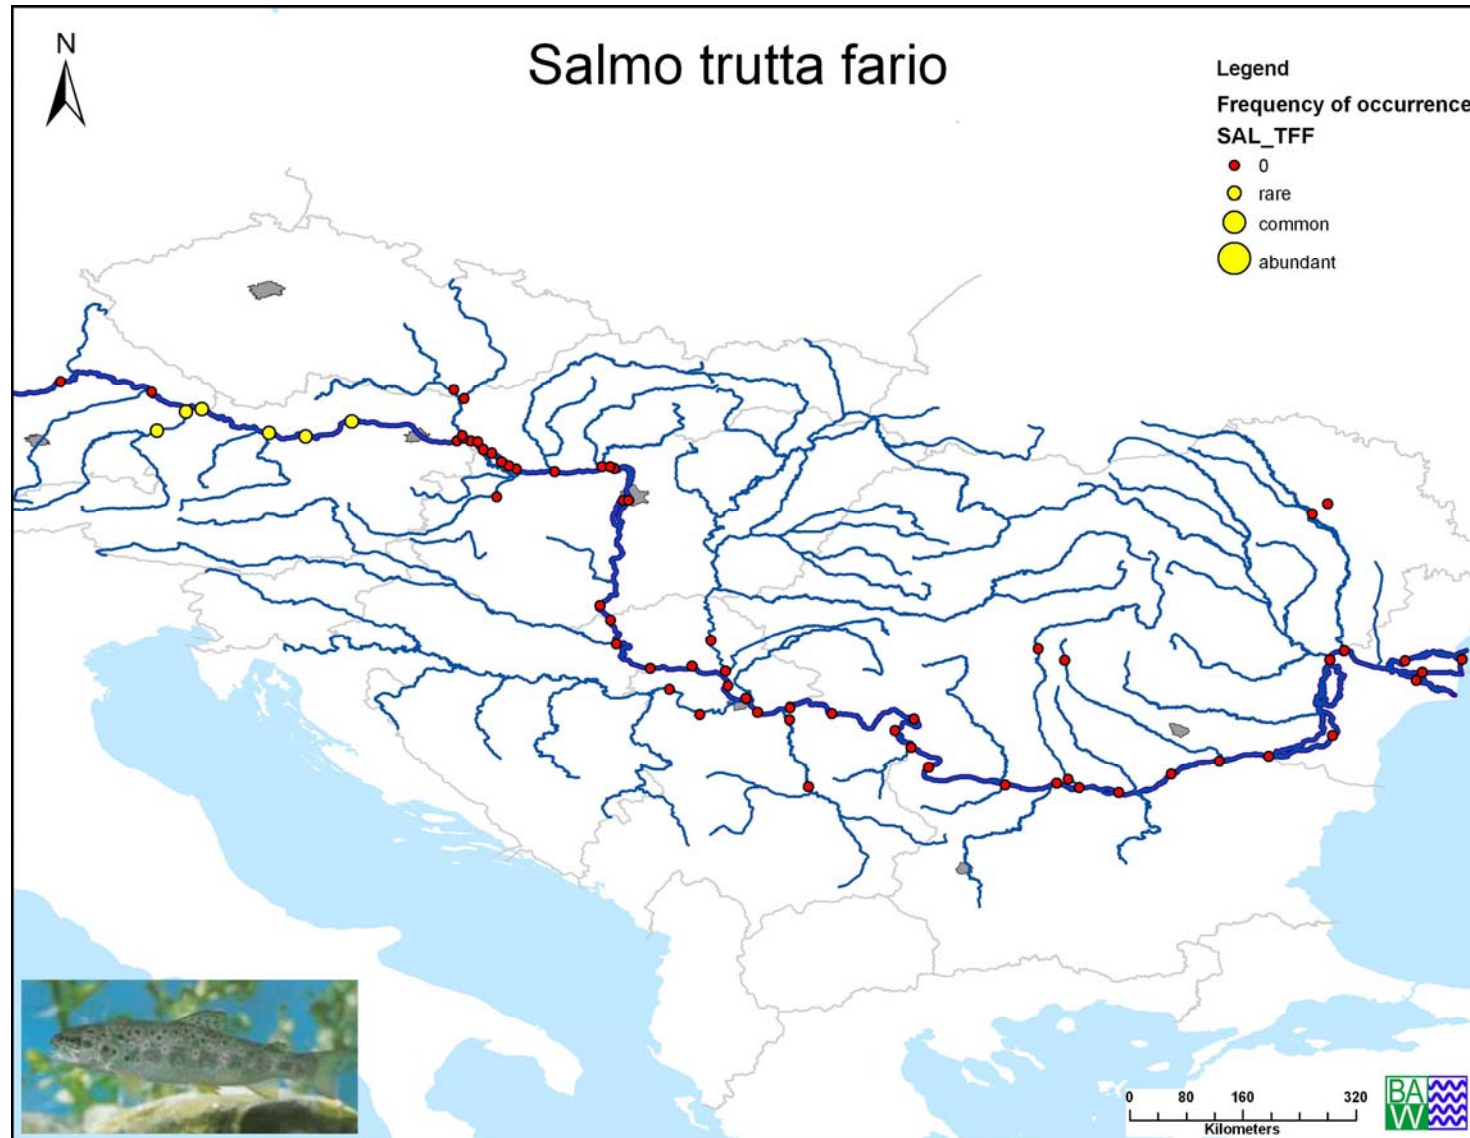 N
Salmo trutta fario
Legend
Frequency of occurrence
SAL_TFF
0
rare
common
abundant
0 80 160 320
Kilometers
BA
W